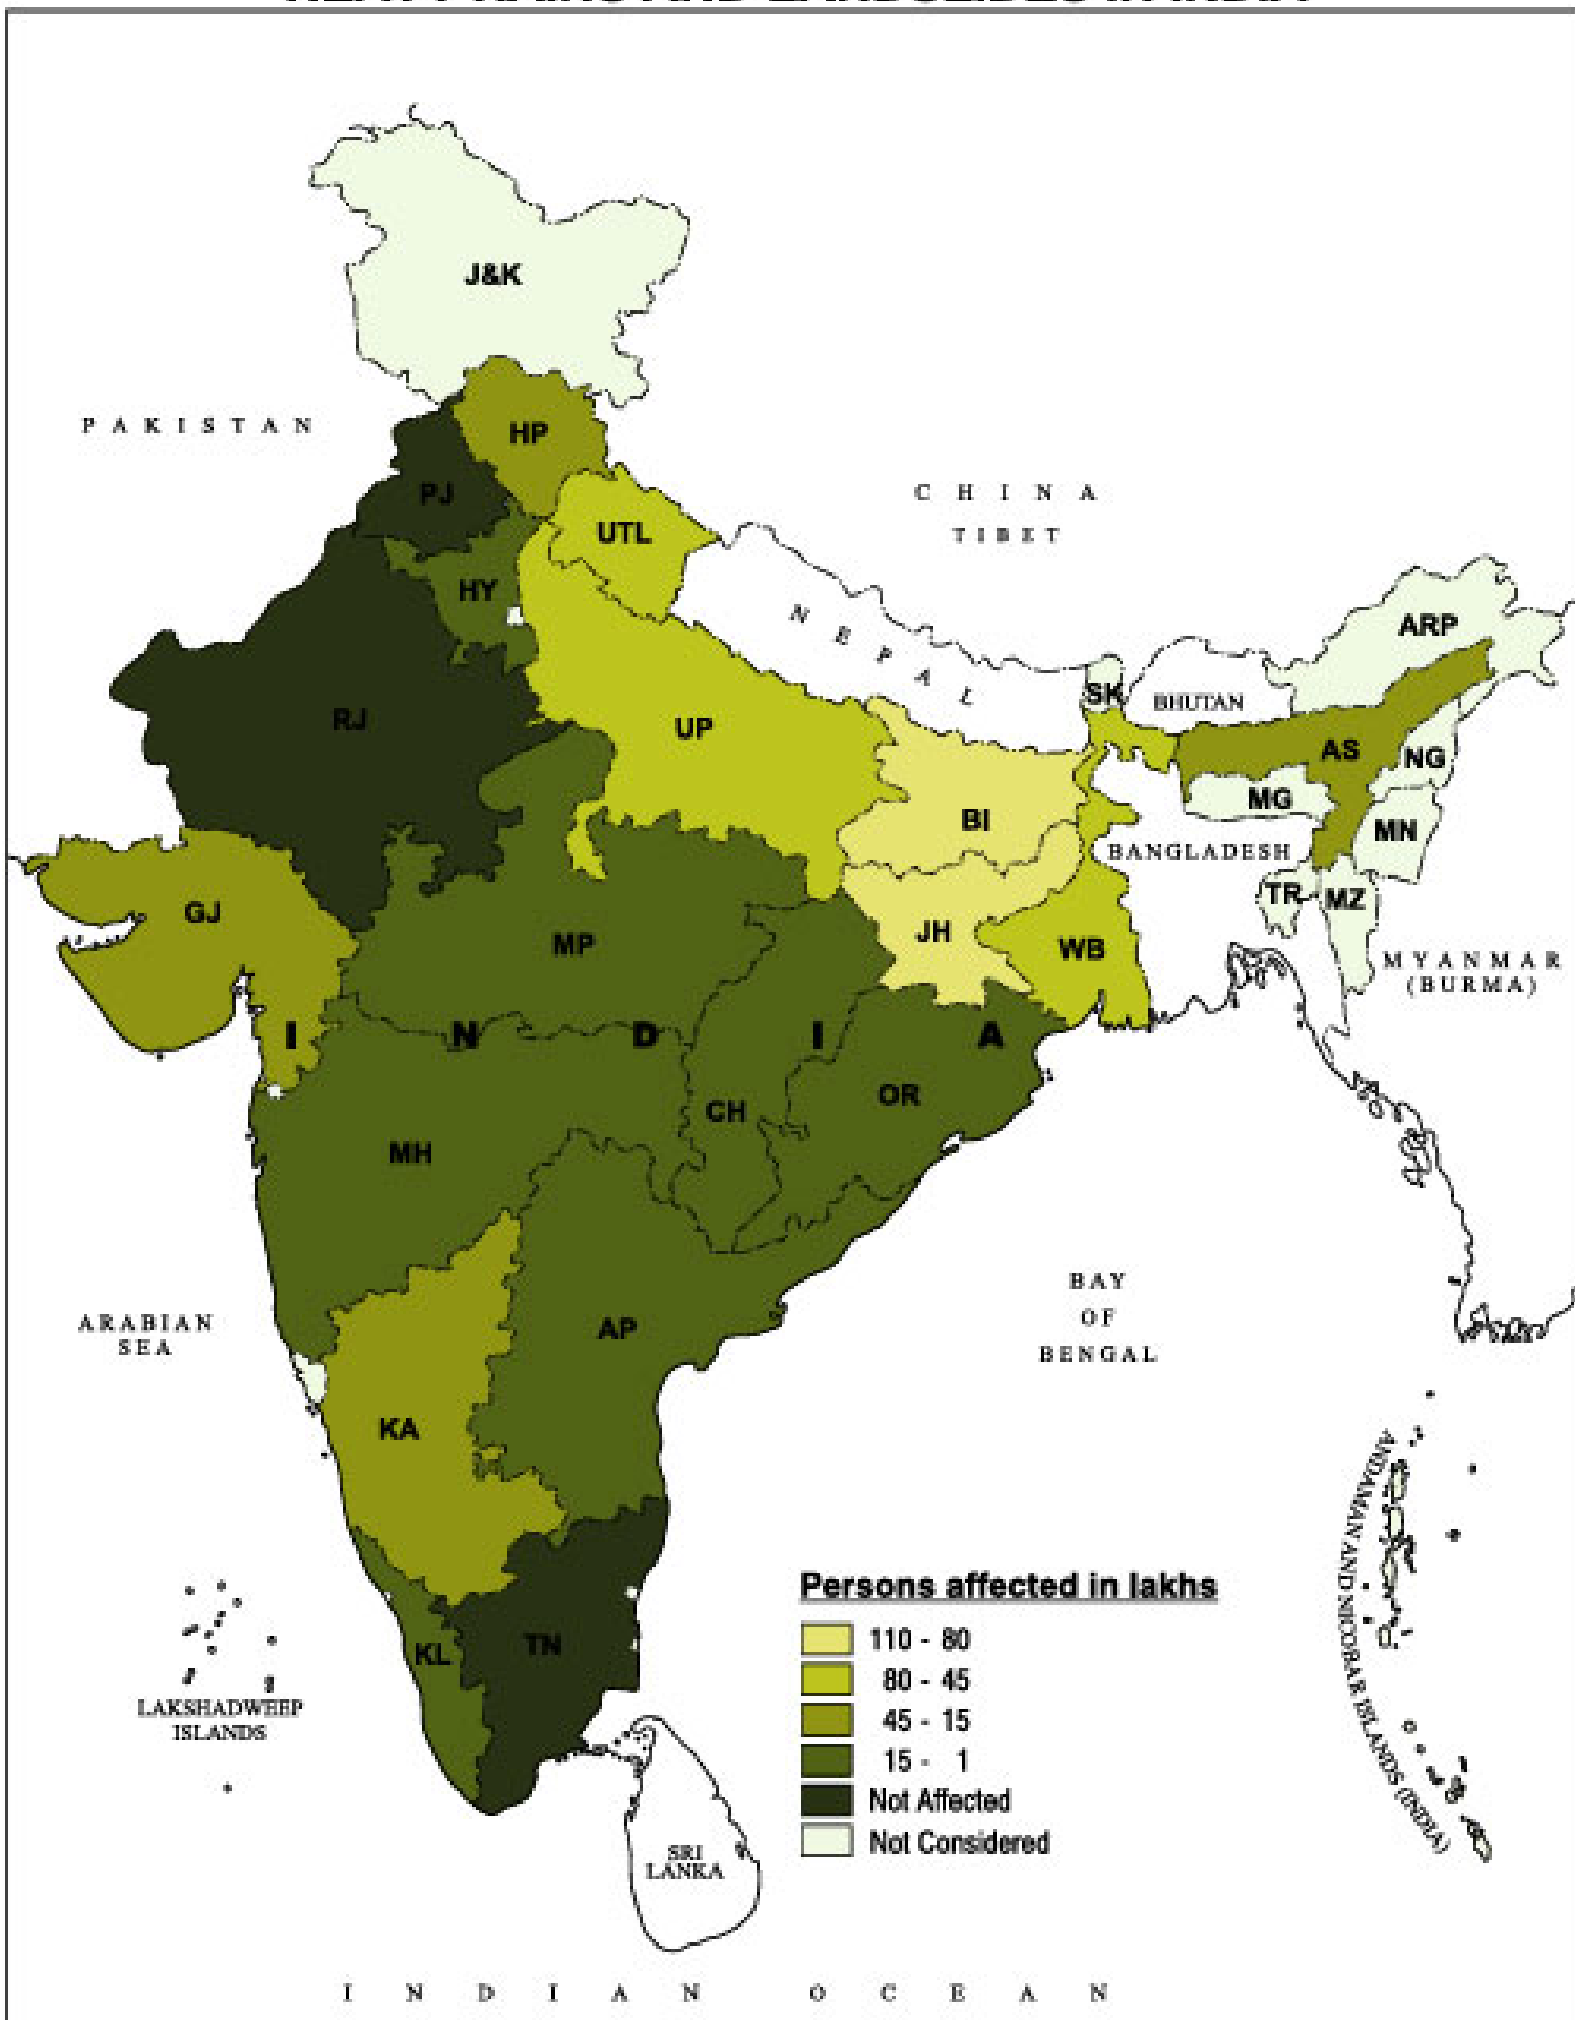 J&K
PAKISTAN
HP
PJ
CHINA
TIBET
UTL
HY
NEPAL
ARP
SK
BHUTAN
RJ
UP
AS
NG
MG
BI
MN
BANGLADESH
GJ
TR
MZ
JH
MP
WB
MYANMAR
(BURMA)
INDIA
OR
CH
MH
BAY
OF
BENGAL
ARABIAN
SEA
AP
KA
ANDAMAN AND NICOBAR ISLANDS (INDIA)
Persons affected in lakhs
110 - 80
80 - 45
45 - 15
15 - 1
Not Affected
Not Considered
KL
TN
LAKSHADWEEP
ISLANDS
SRI
LANKA
INDIAN OCEAN